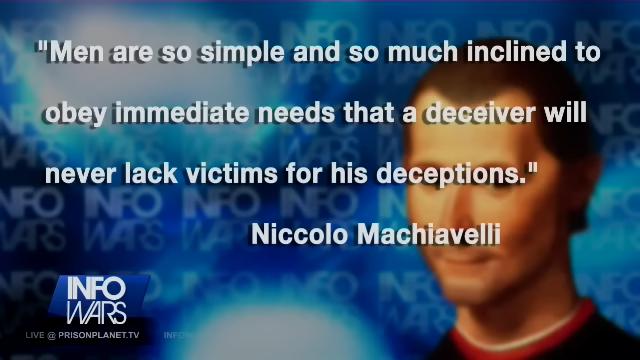 "Men are so simple and so much inclined to
obey immediate needs that a deceiver will
never lack victims for his deceptions."
Niccolo Machiavelli
INFO
WARS
LIVE @ PRISONPLANET.TV